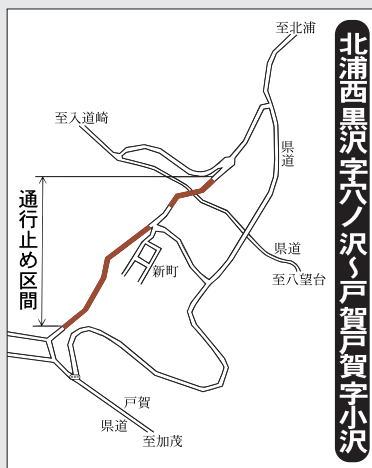 北浦西黒沢字穴ノ沢～戸賀戸賀字小沢
至北浦
至入道崎
県道
通行止め区間
県道
至八望台
新町
戸賀
県道
至加茂